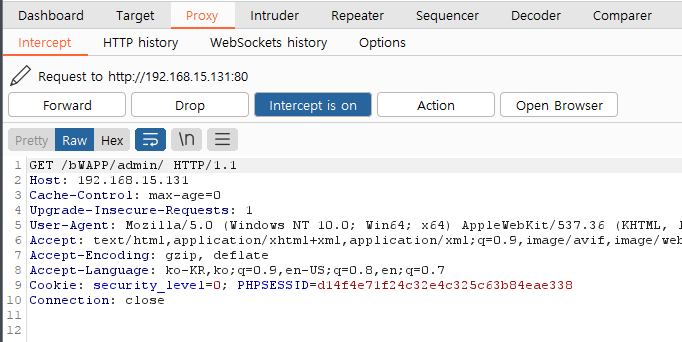 Dashboard Target Proxy Intruder Repeater Sequencer Decoder Comparer
Intercept HTTP history WebSockets history Options
Request to http://192.168.15.131:80
Forward Drop Intercept is on Action Open Browser
Pretty Raw Hex \n
1 GET /bWAPP/admin/ HTTP/1.1
2 Host: 192.168.15.131
3 Cache-Control: max-age=0
4 Upgrade-Insecure-Requests: 1
5 User-Agent: Mozilla/5.0 (Windows NT 10.0; Win64; x64) AppleWebKit/537.36 (KHTML,
6 Accept: text/html,application/xhtml+xml,application/xml;q=0.9,image/avif,image/web
7 Accept-Encoding: gzip, deflate
8 Accept-Language: ko-KR,ko;q=0.9,en-US;q=0.8,en;q=0.7
9 Cookie: security_level=0; PHPSESSID=d14f4e71f24c32e4c325c63b84eae338
10 Connection: close
11
12